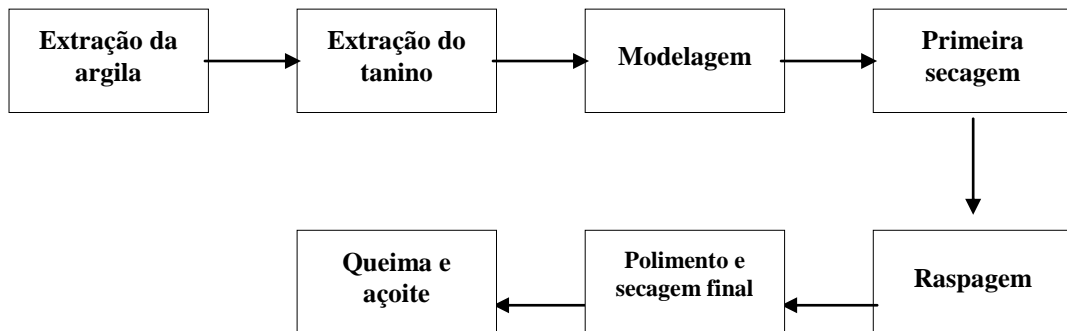 Extração da
argila
Extração do
tanino
Modelagem
Primeira
secagem
Raspagem
Polimento e
secagem final
Queima e
açoite